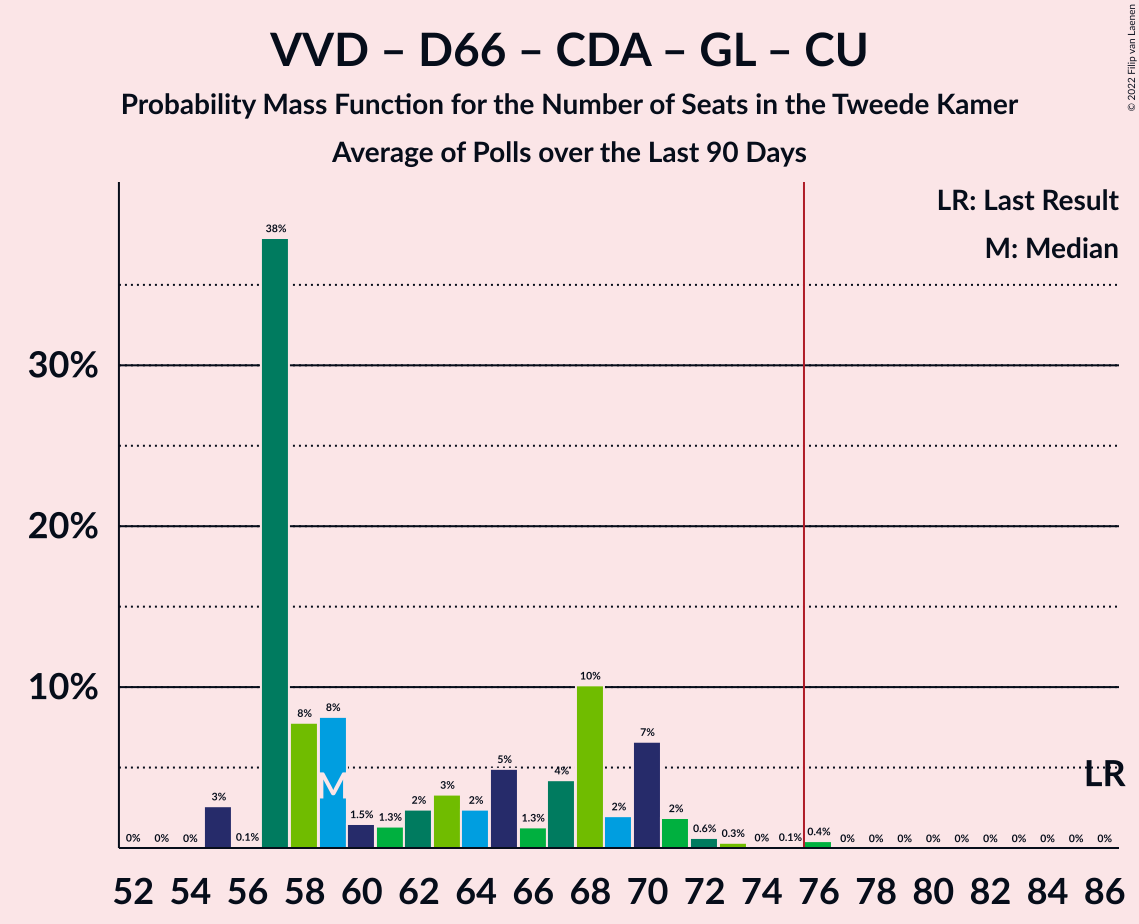 VVD – D66 – CDA – GL – CU
Probability Mass Function for the Number of Seats in the Tweede Kamer
Average of Polls over the Last 90 Days
© 2022 Filip van Laenen
LR: Last Result
M: Median
30%
20%
10%
0% 0% 0% 3% 0.1% 38% 8% 8% 1.5% 1.3% 2% 3% 2% 5% 1.3% 4% 10% 2% 7% 2% 0.6% 0.3% 0% 0.1% 0.4% 0% 0% 0% 0% 0% 0% 0% 0% 0% 0%
M
LR
52 54 56 58 60 62 64 66 68 70 72 74 76 78 80 82 84 86